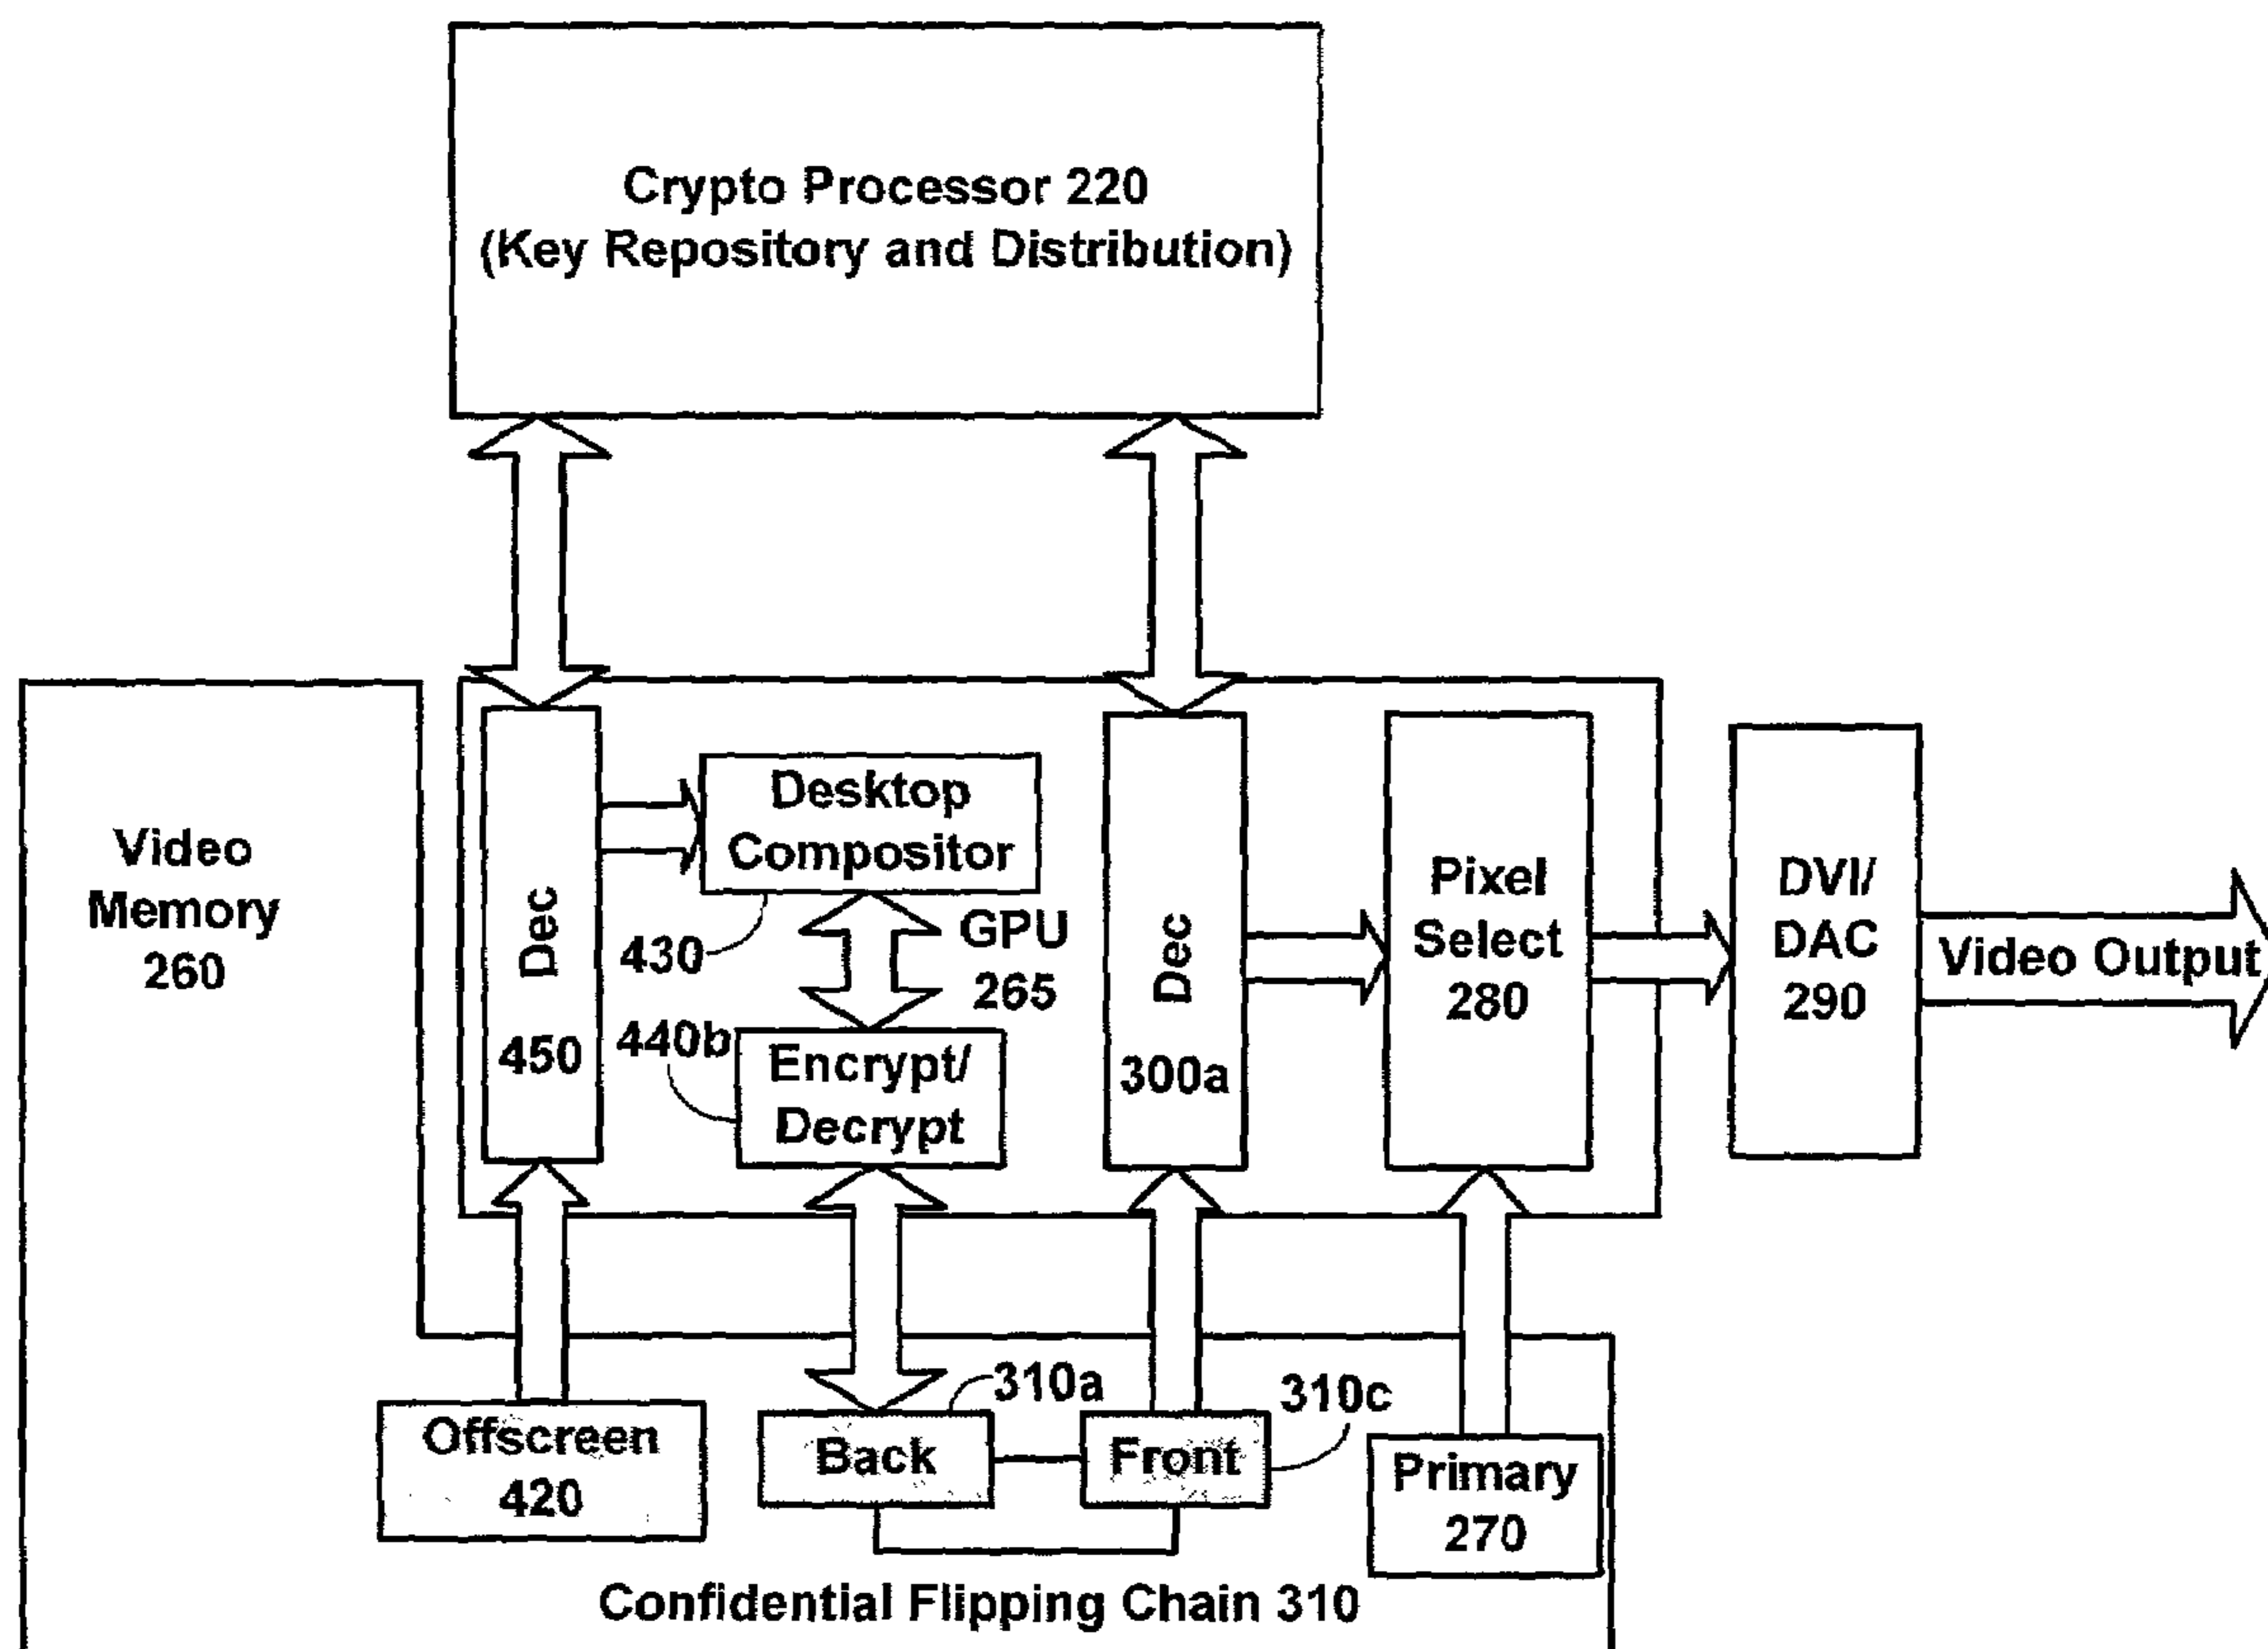 Crypto Processor 220
(Key Repository and Distribution)
Video
Memory
260
Dec
450
Desktop
Compositor
430
GPU
265
440b
Encrypt/
Decrypt
Dec
300a
Pixel
Select
280
DVI/
DAC
290
Video Output
Offscreen
420
310a
Back
310c
Front
Primary
270
Confidential Flipping Chain 310